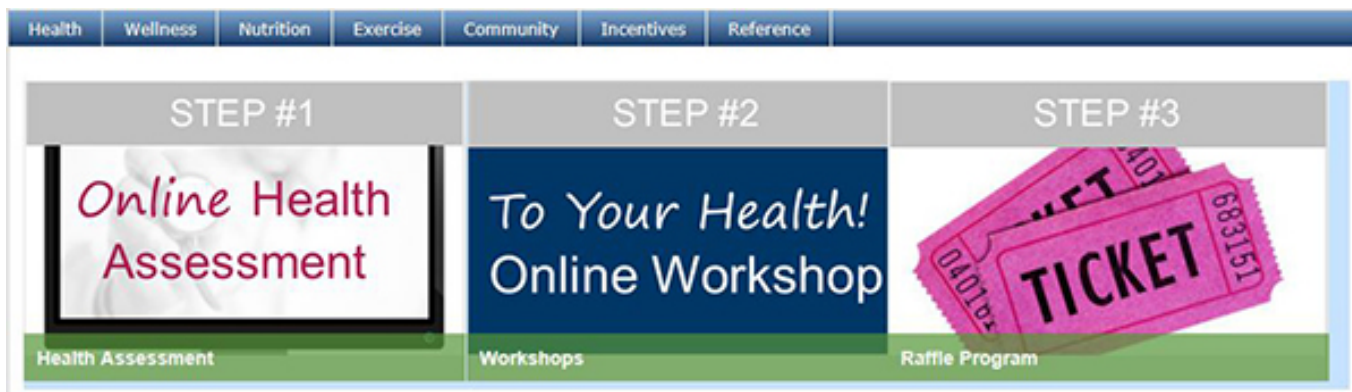 Health Wellness Nutrition Exercise Community Incentives Reference
STEP #1
Online Health
Assessment
Health Assessment
STEP #2
To Your Health!
Online Workshop
Workshops
STEP #3
TICKET
683151
Raffle Program